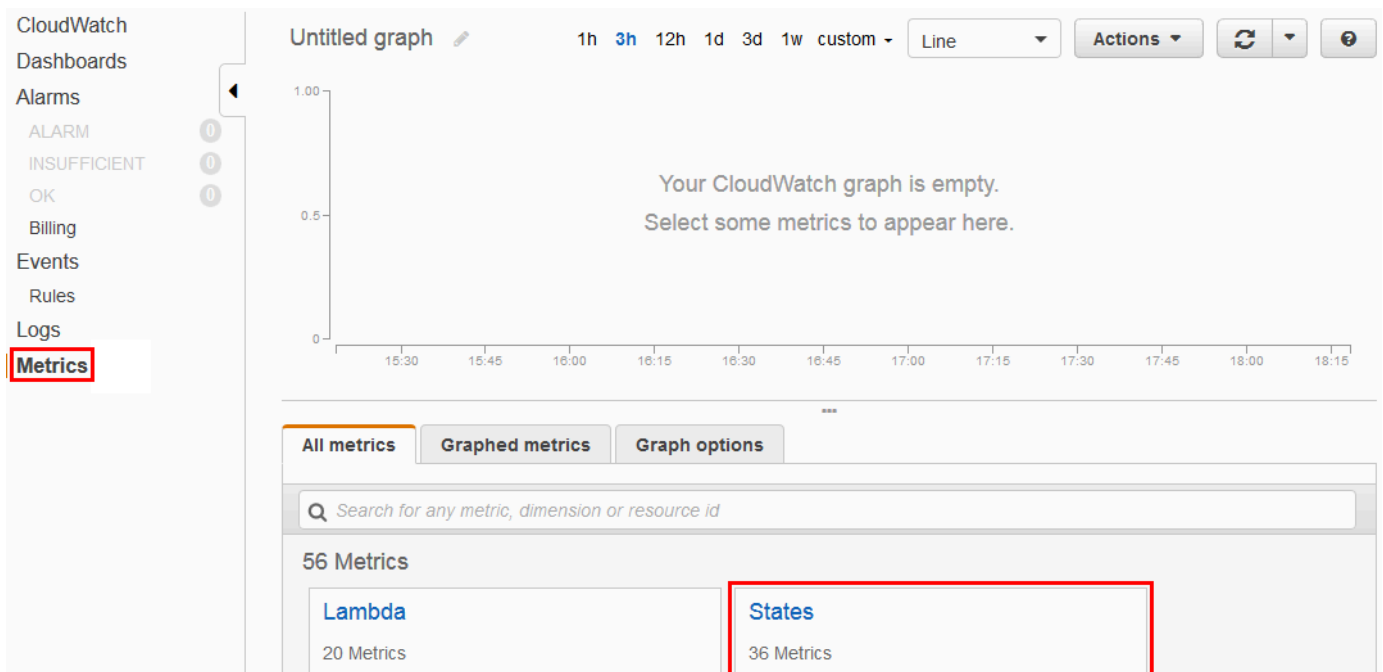 CloudWatch
Dashboards
Alarms
ALARM 0
INSUFFICIENT 0
OK 0
Billing
Events
Rules
Logs
Metrics
Untitled graph 1h 3h 12h 1d 3d 1w custom Line Actions
1.00
0.5
0
Your CloudWatch graph is empty.
Select some metrics to appear here.
15:30 15:45 16:00 16:15 16:30 16:45 17:00 17:15 17:30 17:45 18:00 18:15
All metrics Graphed metrics Graph options
Search for any metric, dimension or resource id
56 Metrics
Lambda
20 Metrics
States
36 Metrics